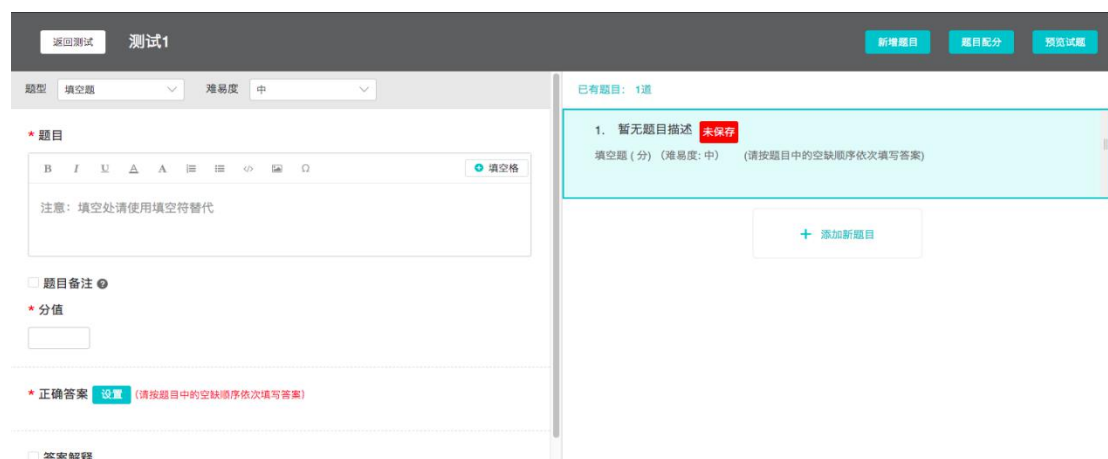 返回测试 测试1 新增题目 题目配分 预览试题
题型 填空题 难易度 中
已有题目： 1道
* 题目
B I U A A Ω 填空格
注意：填空处请使用填空符替代
题目备注
* 分值
* 正确答案 设置 (请按题目中的空缺顺序依次填写答案)
答案解释
1. 暂无题目描述 未保存
填空题 ( 分) （难易度: 中） (请按题目中的空缺顺序依次填写答案)
+ 添加新题目